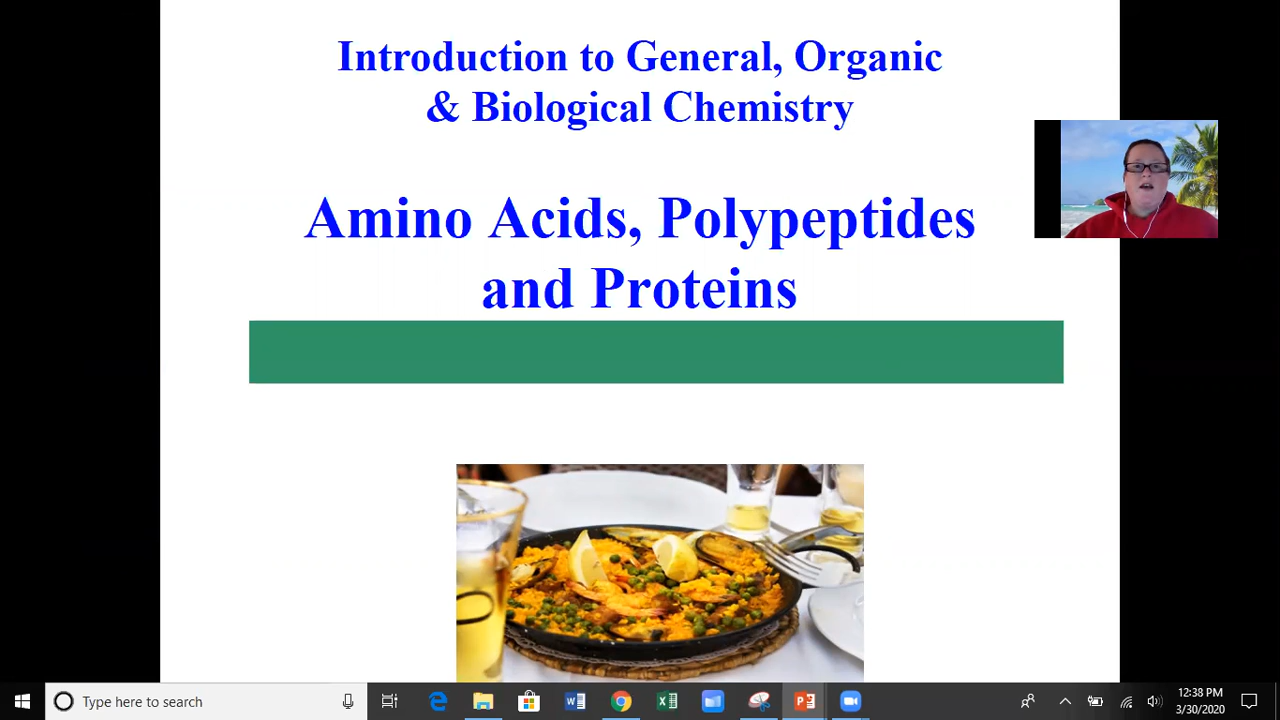 Introduction to General, Organic
& Biological Chemistry
Amino Acids, Polypeptides
and Proteins
Type here to search
12:38 PM
3/30/2020